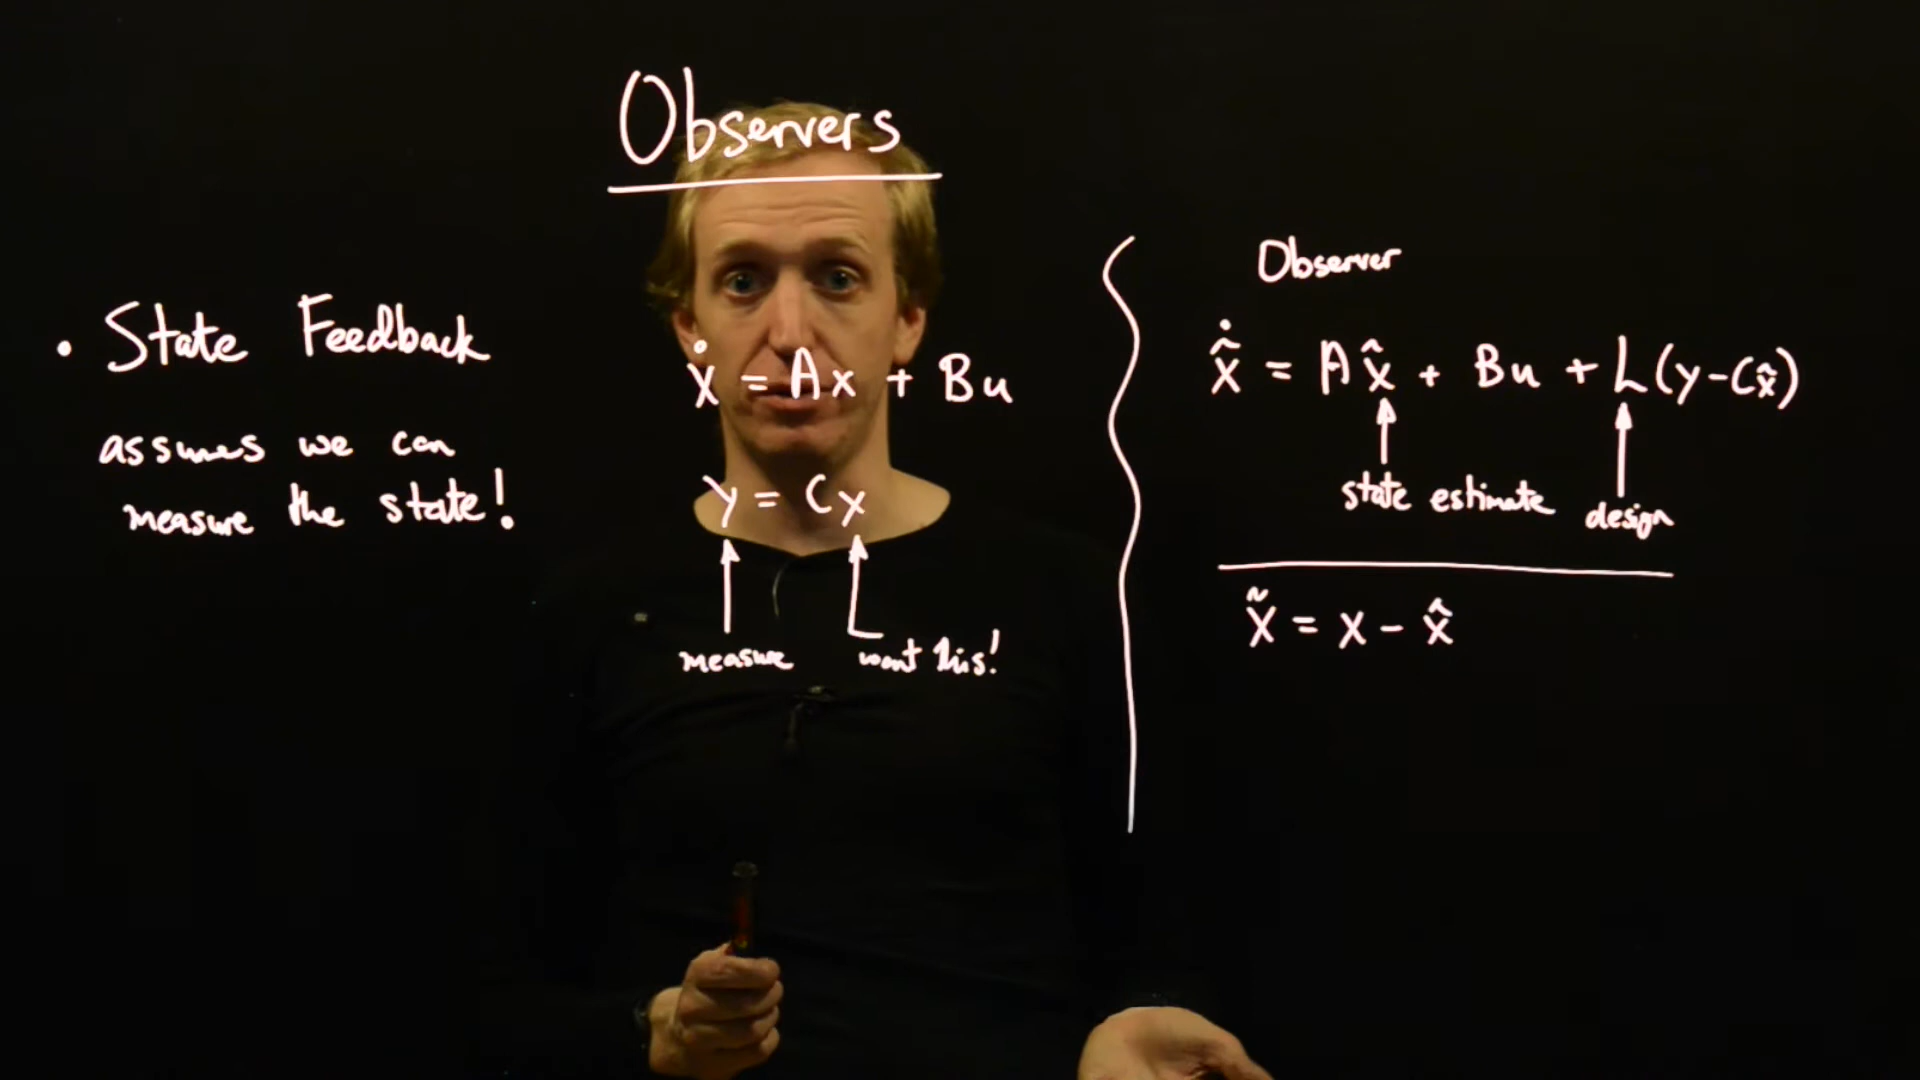 Observers
• State Feedback
assumes we can
measure the state!
ẋ = Ax + Bu
y = Cx
measure
want this!
Observer
x̂̇ = Ax̂ + Bu + L(y-Cx̂)
state estimate
design
x̃ = x - x̂